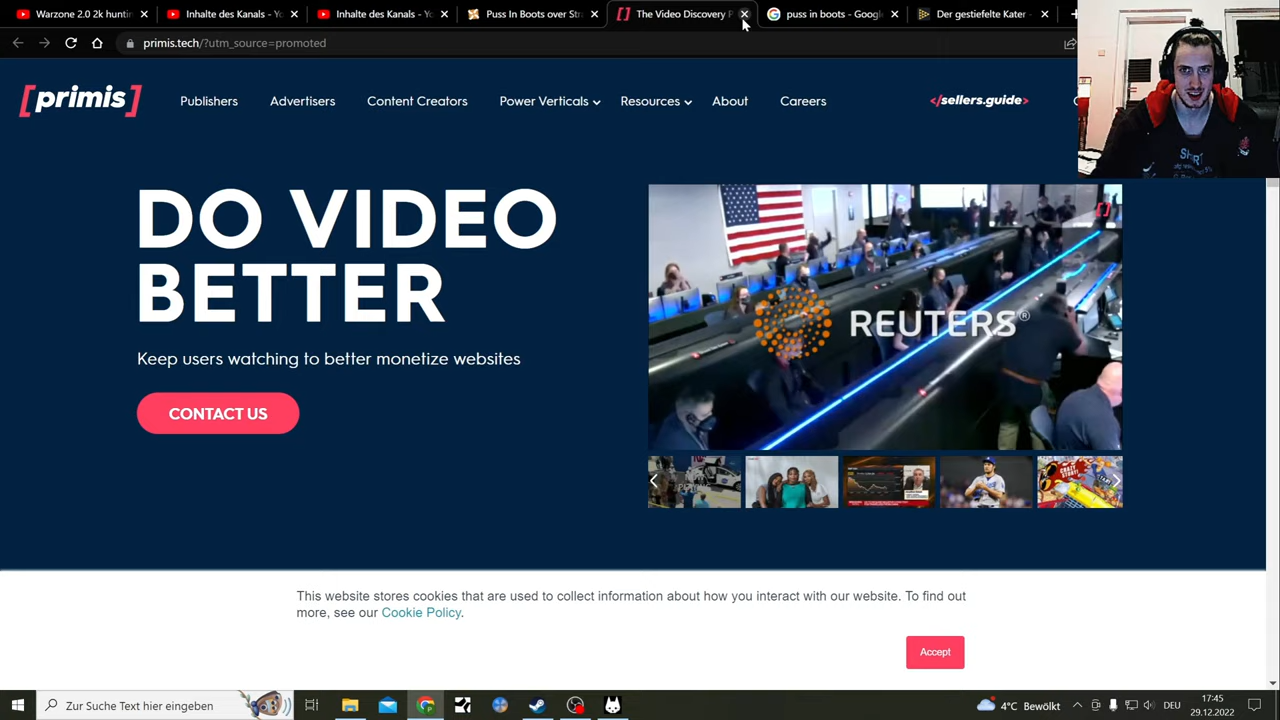 Warzone 2.0 2k hunti
Inhalte des Kanals - Yo
Inhalte des Kanals - Yo
Puss In Boots
The Video Discovery P
puss in boots - Google
Der gestiefelte Kater -
primis.tech/?utm_source=promoted
[primis]
Publishers
Advertisers
Content Creators
Power Verticals
Resources
About
Careers
</sellers.guide>
DO VIDEO
BETTER
Keep users watching to better monetize websites
CONTACT US
REUTERS®
This website stores cookies that are used to collect information about how you interact with our website. To find out
more, see our Cookie Policy.
Accept
Zur Suche Text hier eingeben
4°C Bewölkt
DEU
17:45
29.12.2022